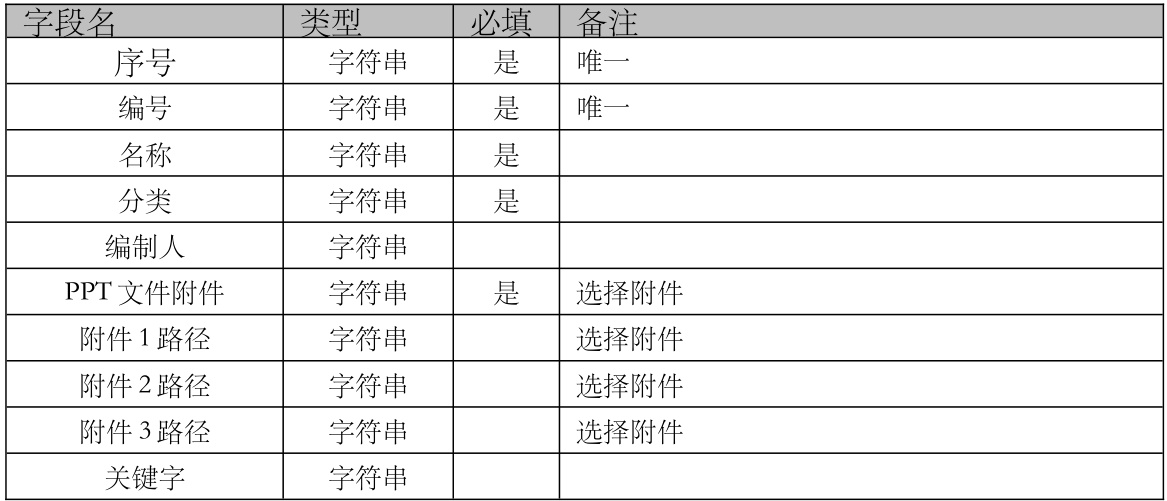 字段名 类型 必填 备注
序号 字符串 是 唯一
编号 字符串 是 唯一
名称 字符串 是
分类 字符串 是
编制人 字符串
PPT 文件附件 字符串 是 选择附件
附件 1 路径 字符串 选择附件
附件 2 路径 字符串 选择附件
附件 3 路径 字符串 选择附件
关键字 字符串